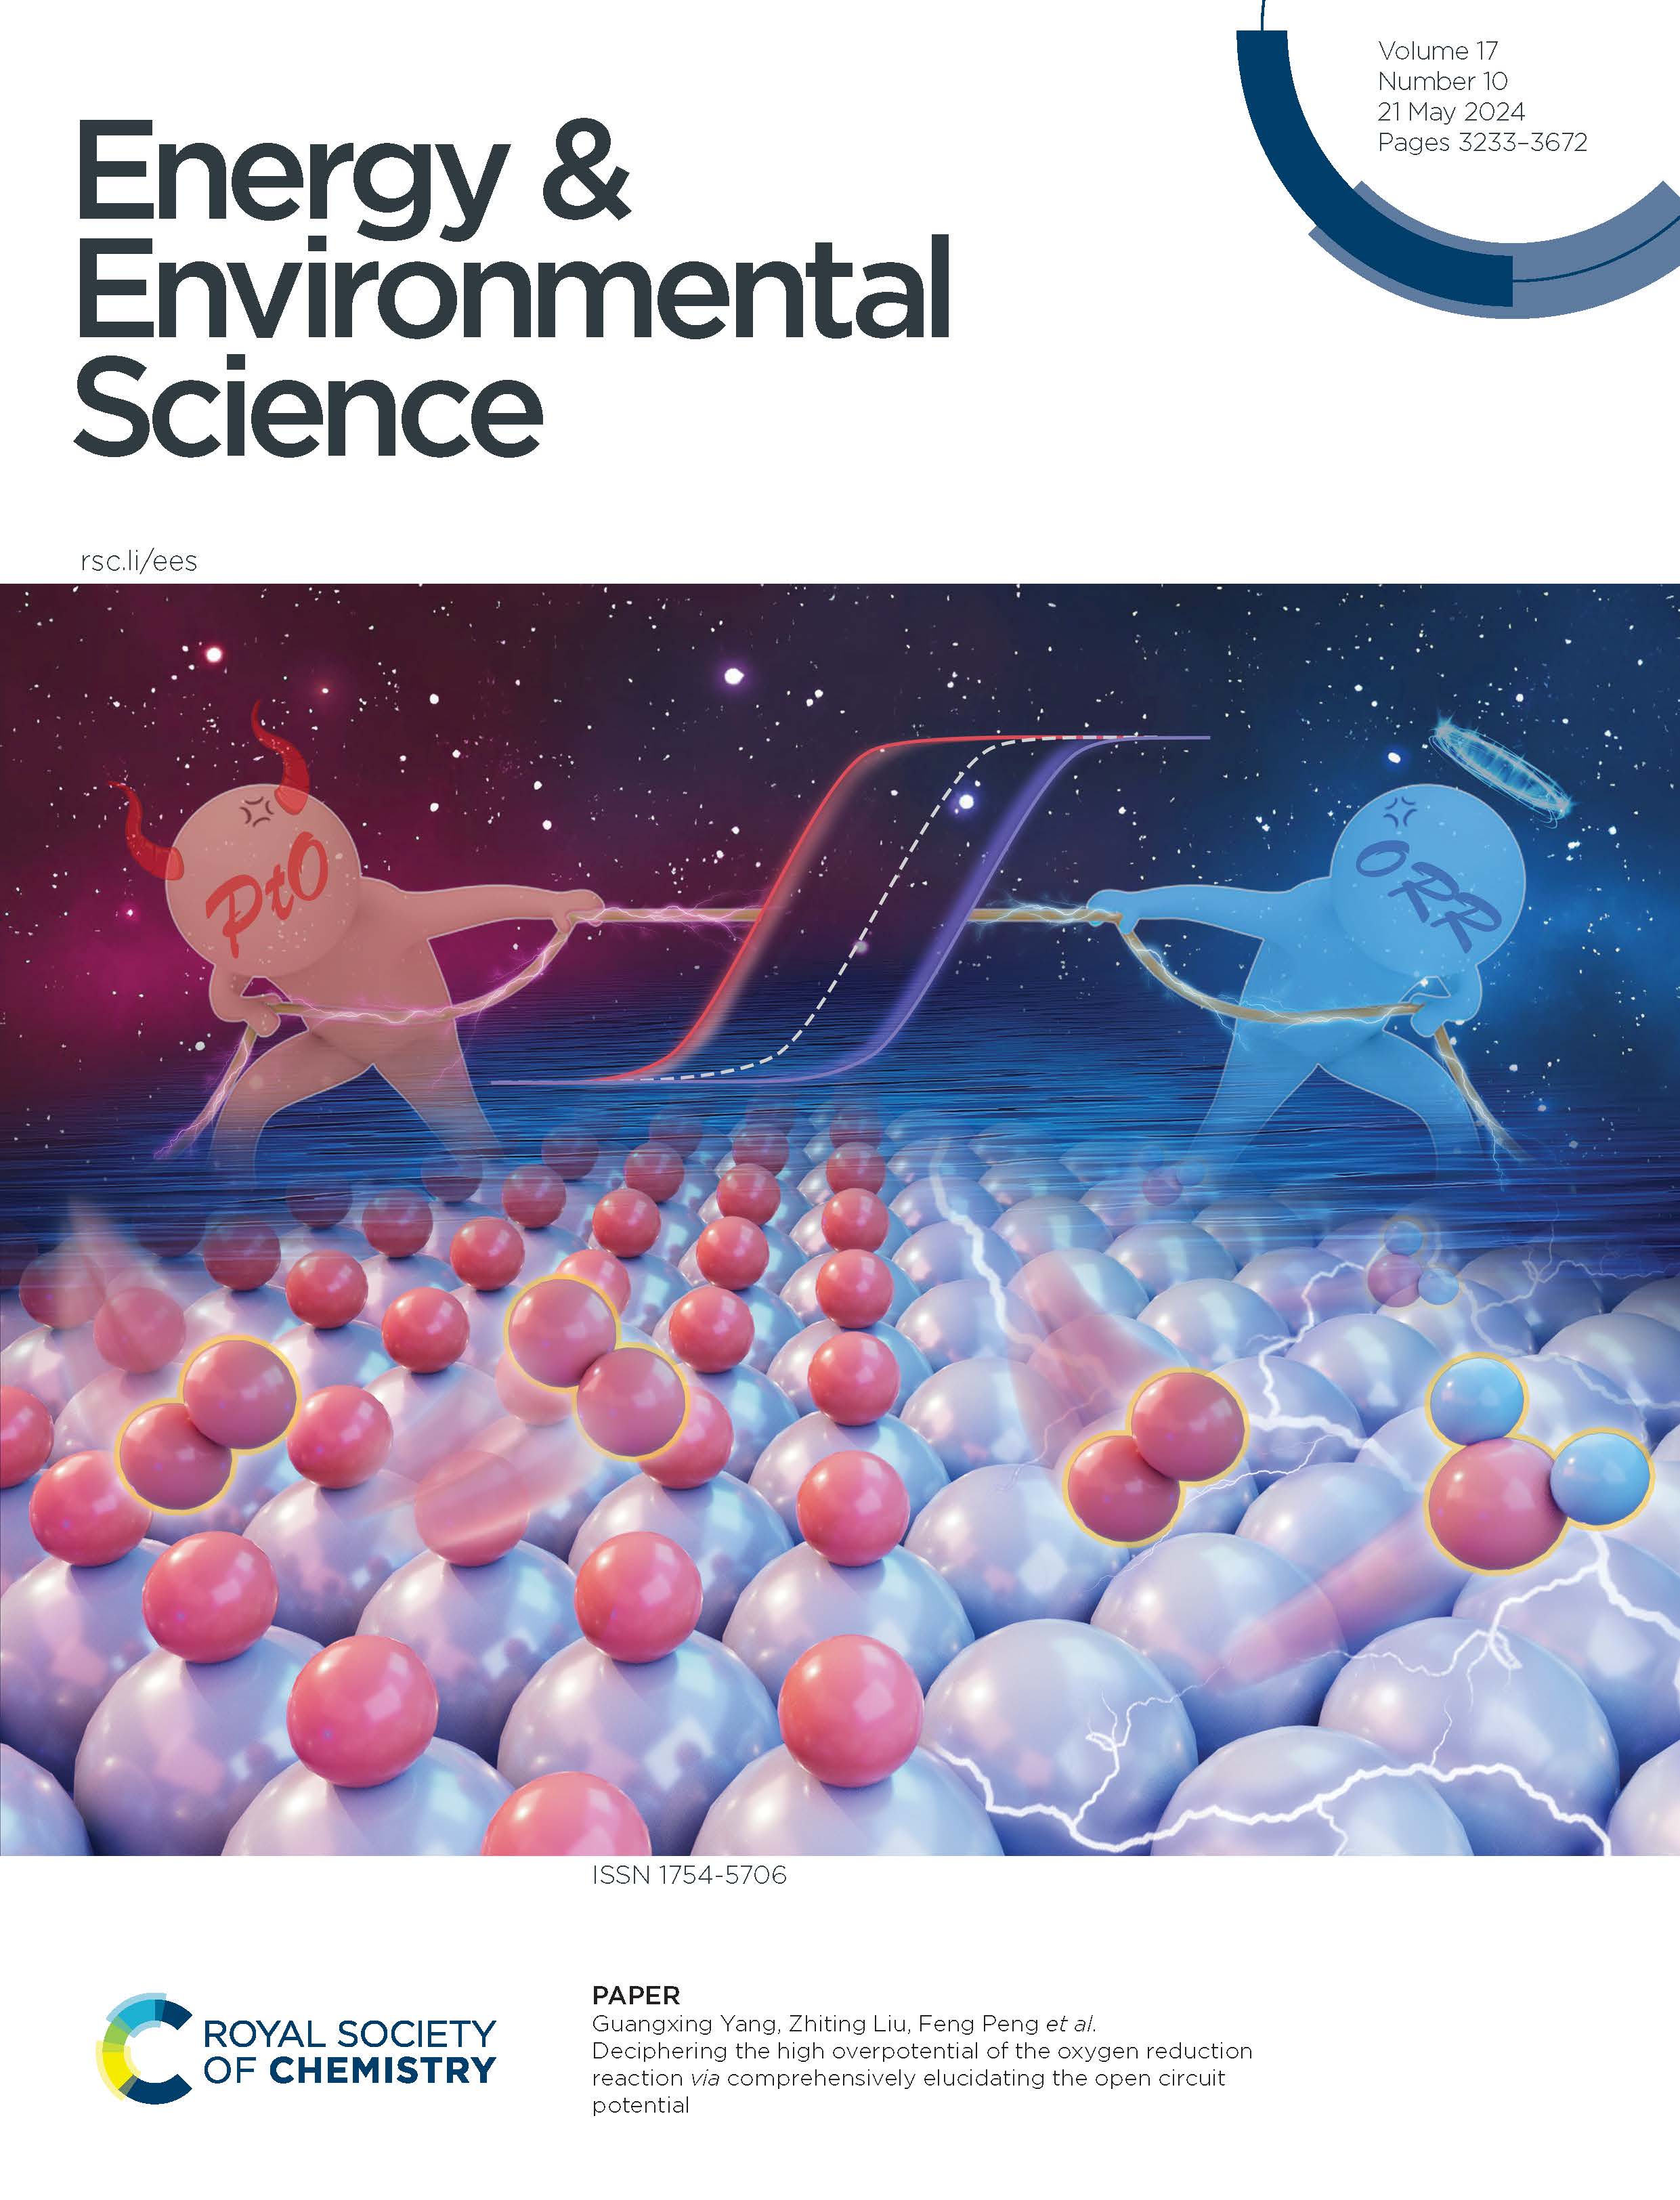 Volume 17
Number 10
21 May 2024
Pages 3233–3672
Energy &
Environmental
Science
rsc.li/ees
PtO
ORR
ISSN 1754-5706
ROYAL SOCIETY
OF CHEMISTRY
PAPER
Guangxing Yang, Zhiting Liu, Feng Peng et al.
Deciphering the high overpotential of the oxygen reduction
reaction via comprehensively elucidating the open circuit
potential